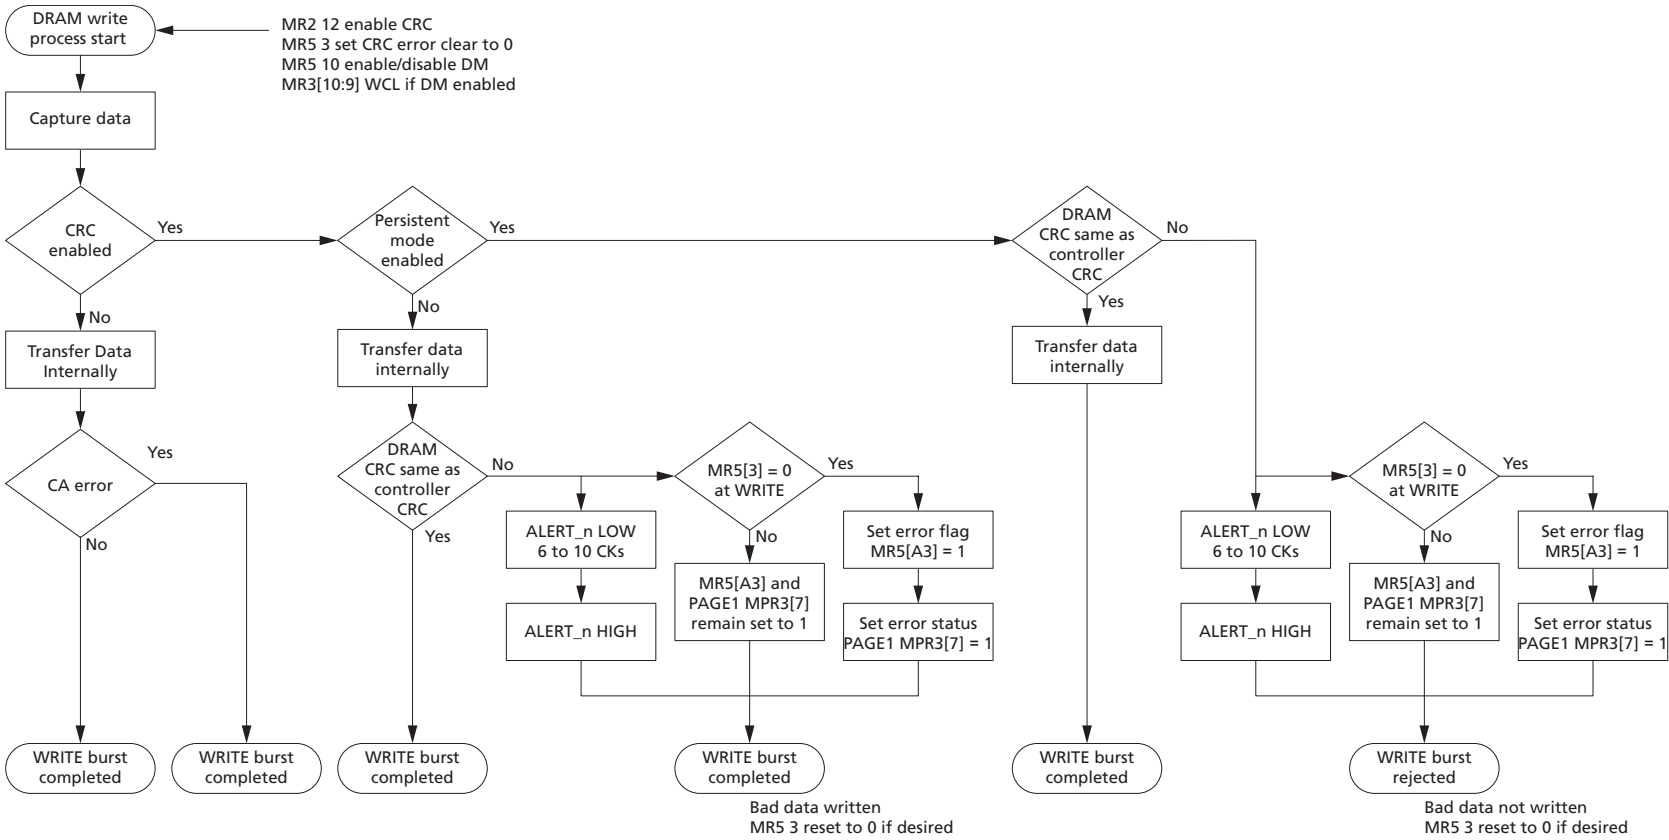 DRAM write
process start
MR2 12 enable CRC
MR5 3 set CRC error clear to 0
MR5 10 enable/disable DM
MR3[10:9] WCL if DM enabled
Capture data
CRC
enabled
Yes
Persistent
mode
enabled
Yes
DRAM
CRC same as
controller
CRC
No
No
No
Yes
Transfer Data
Internally
Transfer data
internally
Transfer data
internally
CA error
Yes
No
DRAM
CRC same as
controller
CRC
No
Yes
MR5[3] = 0
at WRITE
Yes
No
ALERT_n LOW
6 to 10 CKs
Set error flag
MR5[A3] = 1
MR5[A3] and
PAGE1 MPR3[7]
remain set to 1
ALERT_n HIGH
Set error status
PAGE1 MPR3[7] = 1
MR5[3] = 0
at WRITE
Yes
No
ALERT_n LOW
6 to 10 CKs
Set error flag
MR5[A3] = 1
MR5[A3] and
PAGE1 MPR3[7]
remain set to 1
ALERT_n HIGH
Set error status
PAGE1 MPR3[7] = 1
WRITE burst
completed
WRITE burst
completed
WRITE burst
completed
WRITE burst
completed
WRITE burst
completed
WRITE burst
rejected
Bad data written
MR5 3 reset to 0 if desired
Bad data not written
MR5 3 reset to 0 if desired